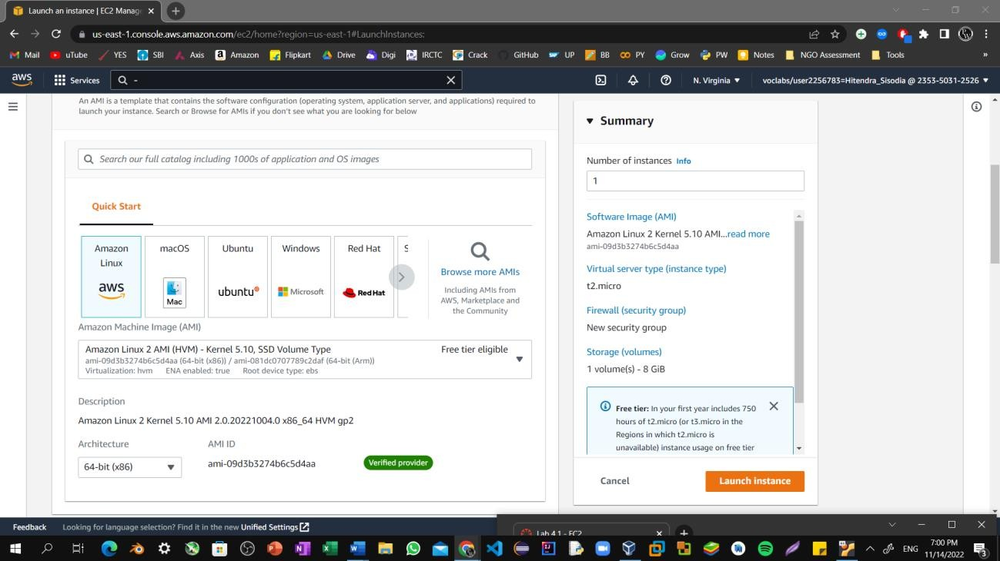 Launch an instance | EC2 Manage
us-east-1.console.aws.amazon.com/ec2/home?region=us-east-1#LaunchInstances:
Mail uTube YES SBI Axis Amazon Flipkart Drive Digi IRCTC Crack GitHub UP BB PY Grow PW Notes NGO Assessment Tools »
aws Services - N. Virginia voclabs/user2256783=Hitendra_Sisodia @ 2353-5031-2526
An AMI is a template that contains the software configuration (operating system, application server, and applications) required to
launch your instance. Search or Browse for AMIs if you don't see what you are looking for below
Search our full catalog including 1000s of application and OS images
Quick Start
Amazon
Linux
aws
macOS
Mac
Ubuntu
ubuntu
Windows
Microsoft
Red Hat
Red Hat
S
Browse more AMIs
Including AMIs from
AWS, Marketplace and
the Community
Amazon Machine Image (AMI)
Amazon Linux 2 AMI (HVM) - Kernel 5.10, SSD Volume Type Free tier eligible
ami-09d3b3274b6c5d4aa (64-bit (x86)) / ami-081dc0707789c2daf (64-bit (Arm))
Virtualization: hvm ENA enabled: true Root device type: ebs
Description
Amazon Linux 2 Kernel 5.10 AMI 2.0.20221004.0 x86_64 HVM gp2
Architecture AMI ID
64-bit (x86) ami-09d3b3274b6c5d4aa Verified provider
Summary
Number of instances Info
1
Software Image (AMI)
Amazon Linux 2 Kernel 5.10 AMI...read more
ami-09d3b3274b6c5d4aa
Virtual server type (instance type)
t2.micro
Firewall (security group)
New security group
Storage (volumes)
1 volume(s) - 8 GiB
Free tier: In your first year includes 750
hours of t2.micro (or t3.micro in the
Regions in which t2.micro is
unavailable) instance usage on free tier
Cancel Launch instance
Feedback Looking for language selection? Find it in the new Unified Settings
Lab 4.1 - EC2
ENG 7:00 PM
11/14/2022 3